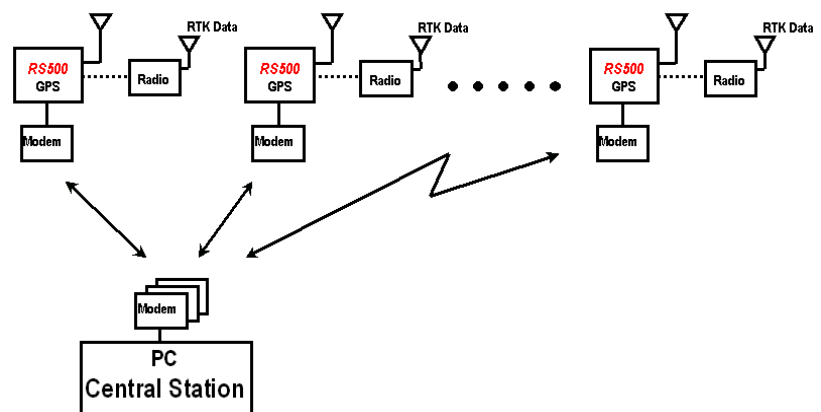 RTK Data
RS500
GPS
Radio
Modem
RTK Data
RS500
GPS
Radio
Modem
RTK Data
RS500
GPS
Radio
Modem
Modem
PC
Central Station